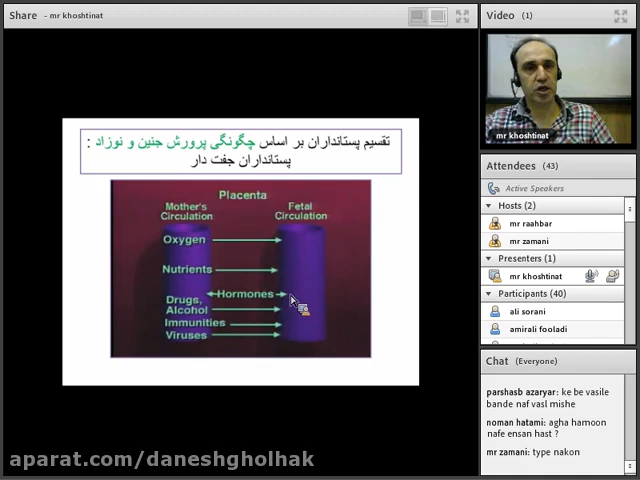 Share - mr khoshtinat
تقسیم پستانداران بر اساس چگونگی پرورش جنین و نوزاد :
پستانداران جفت دار
Placenta
Mother's Circulation
Fetal Circulation
Oxygen
Nutrients
Hormones
Drugs, Alcohol
Immunities
Viruses
aparat.com/daneshgholhak
Video (1)
mr khoshtinat
Attendees (43)
Active Speakers
Hosts (2)
mr raahbar
mr zamani
Presenters (1)
mr khoshtinat
Participants (40)
ali sorani
amirali fooladi
Chat (Everyone)
parshasb azaryar: ke be vasile
bande naf vasl mishe
noman hatami: agha hamoon
nafe ensan hast ?
mr zamani: type nakon